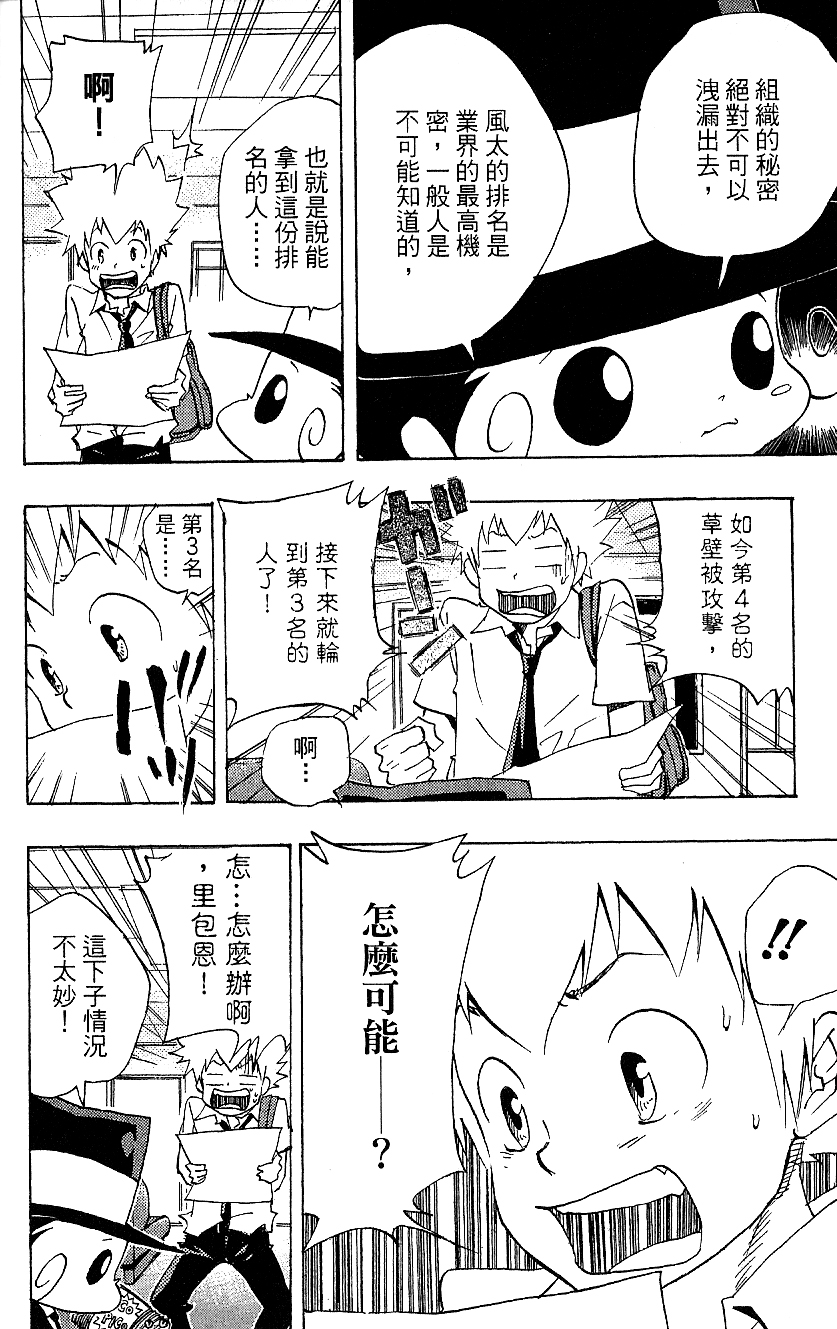 組織的秘密
絕對不可以
洩漏出去，
風太的排名是
業界的最高機
密，一般人是
不可能知道的，
也就是說能
拿到這份排
名的人……
啊！
如今第4名的
草壁被攻擊，
ガーン
接下來就輪
到第3名的
人了！
啊…
第3名
是……
!!
怎麼可能——？
怎…怎麼辦啊
，里包恩！
這下子情況
不太妙！